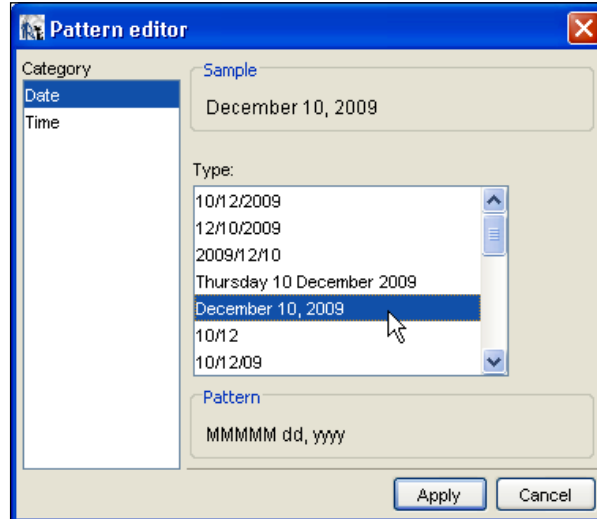 Pattern editor
Category
Date
Time
Sample
December 10, 2009
Type:
10/12/2009
12/10/2009
2009/12/10
Thursday 10 December 2009
December 10, 2009
10/12
10/12/09
Pattern
MMMMM dd, yyyy
Apply
Cancel